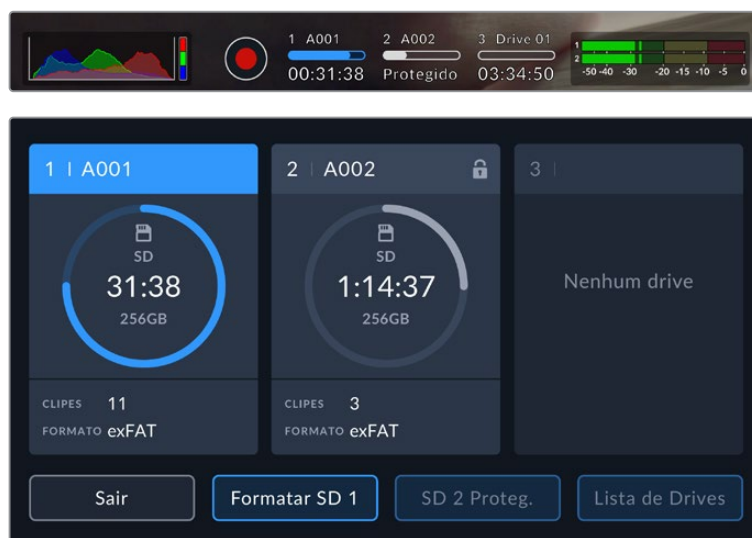 1 A001 2 A002 3 Drive 01
00:31:38 Protegido 03:34:50
1
2
-50 -40 -30 -20 -15 -10 -5 0
1 | A001
SD
31:38
256GB
CLIPES 11
FORMATO exFAT
2 | A002
SD
1:14:37
256GB
CLIPES 3
FORMATO exFAT
3 |
Nenhum drive
Sair Formatar SD 1 SD 2 Proteg. Lista de Drives